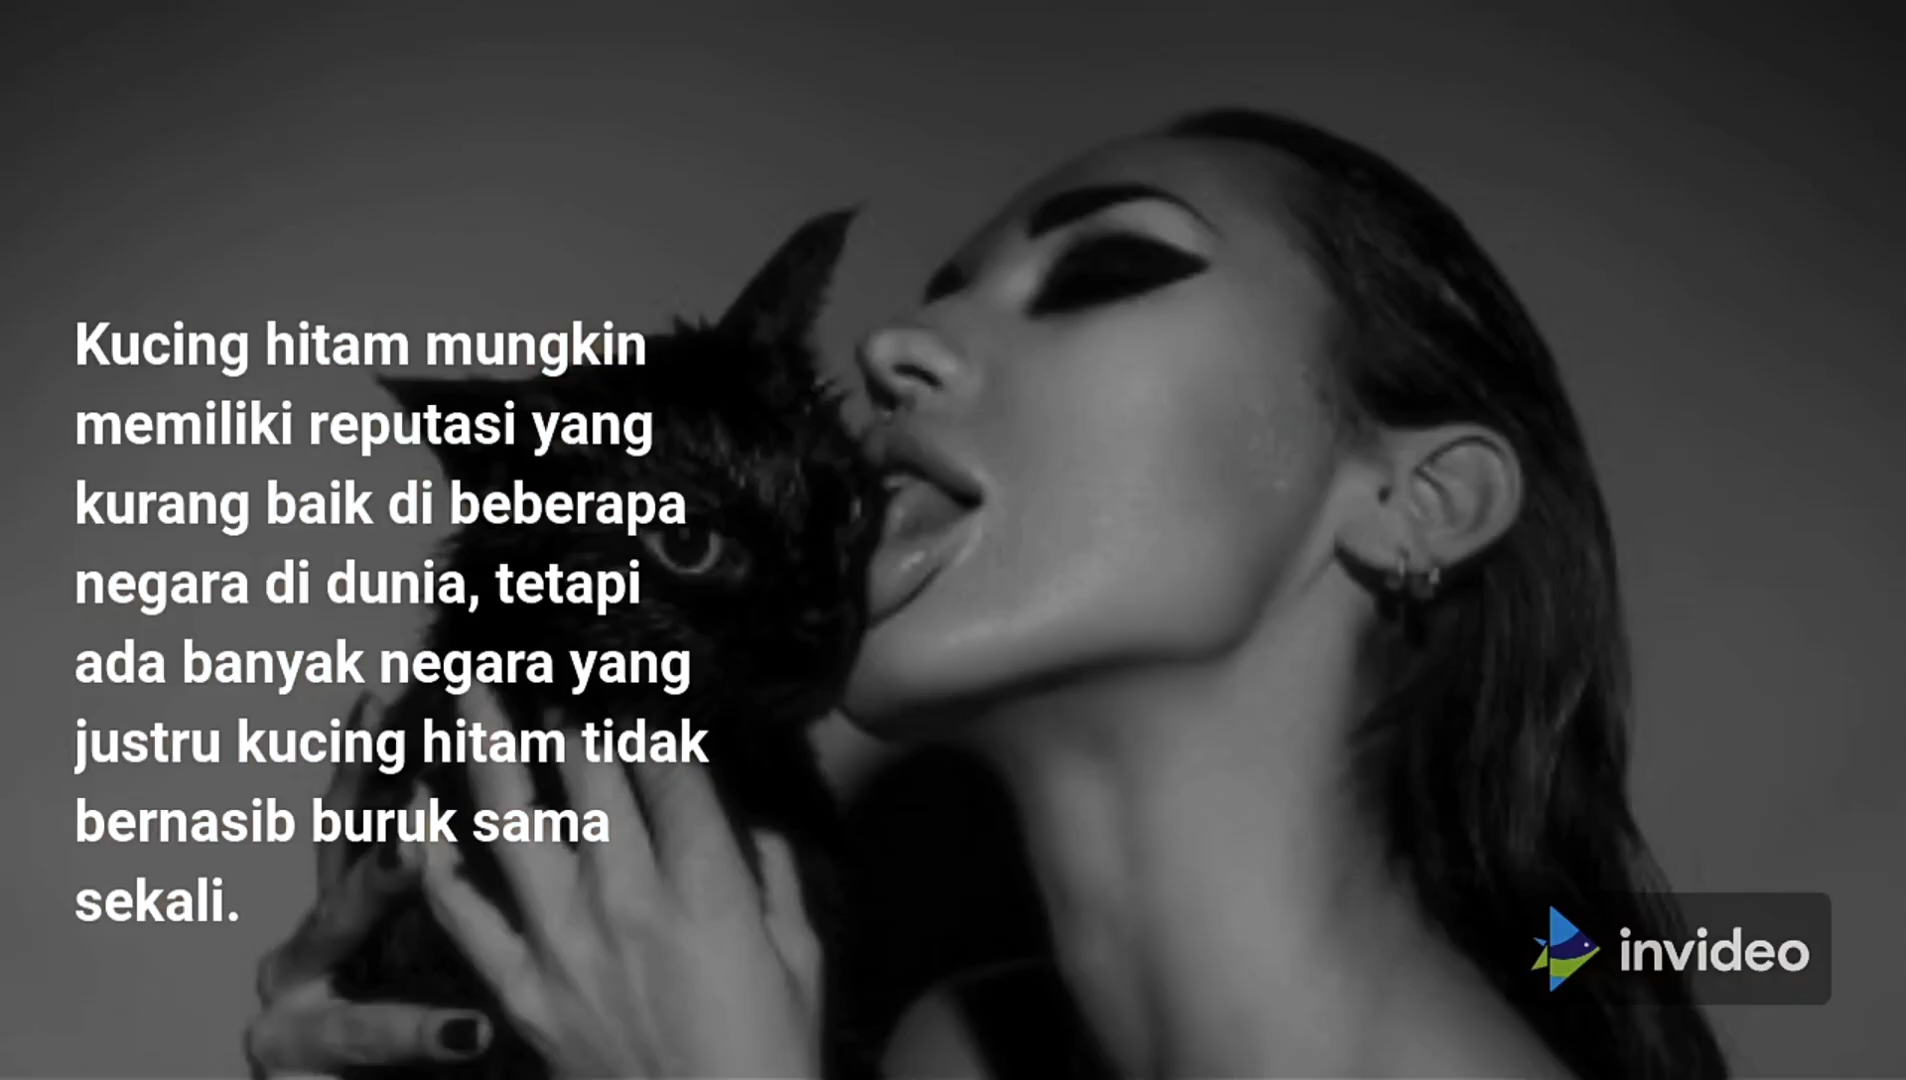 Kucing hitam mungkin
memiliki reputasi yang
kurang baik di beberapa
negara di dunia, tetapi
ada banyak negara yang
justru kucing hitam tidak
bernasib buruk sama
sekali.
invideo